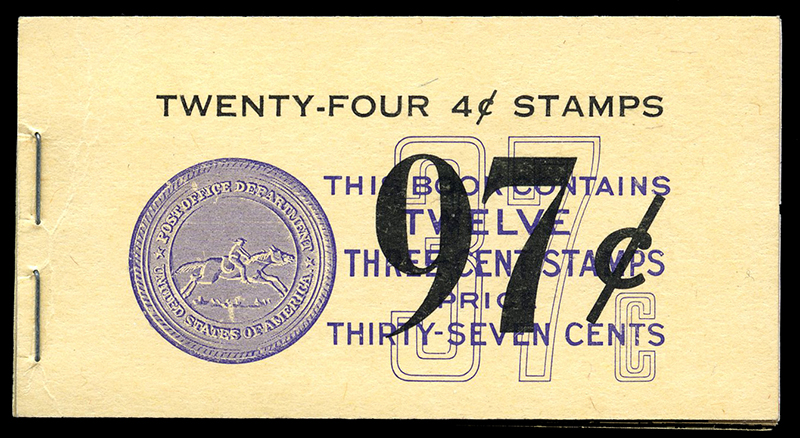 TWENTY-FOUR 4¢ STAMPS
POST OFFICE DEPARTMENT
UNITED STATES OF AMERICA
37C
THIS BOOK CONTAINS
TWELVE
THREE CENT STAMPS
PRICE
THIRTY-SEVEN CENTS
97¢